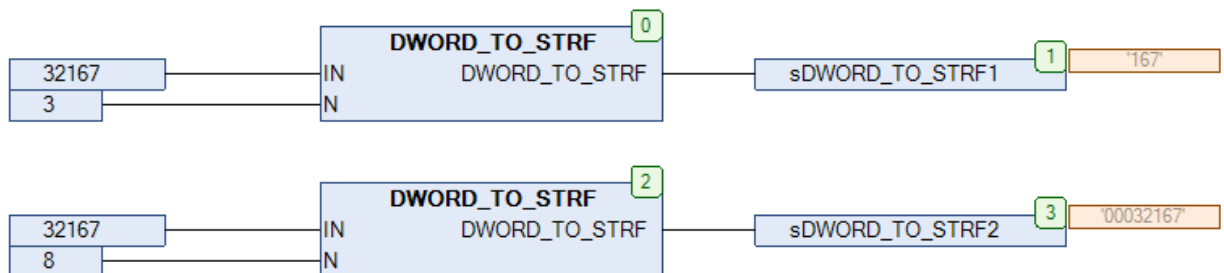 0
DWORD_TO_STRF
32167 IN DWORD_TO_STRF sDWORD_TO_STRF1 1 '167'
3 N
2
DWORD_TO_STRF
32167 IN DWORD_TO_STRF sDWORD_TO_STRF2 3 '00032167'
8 N